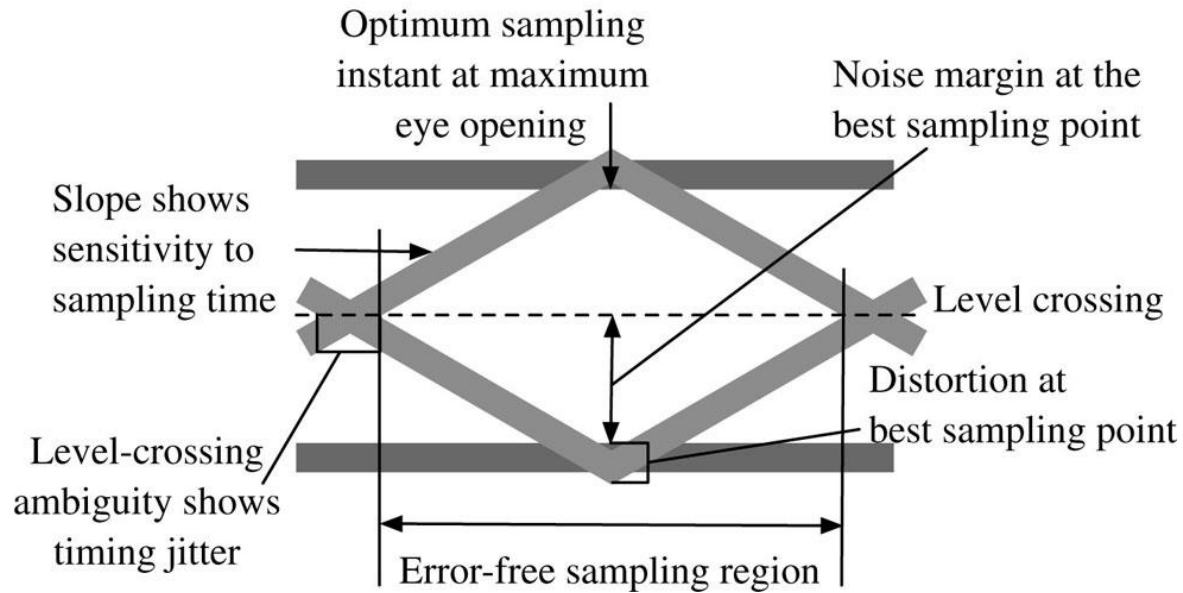 Optimum sampling
instant at maximum
eye opening
Noise margin at the
best sampling point
Slope shows
sensitivity to
sampling time
Level crossing
Distortion at
best sampling point
Level-crossing
ambiguity shows
timing jitter
Error-free sampling region